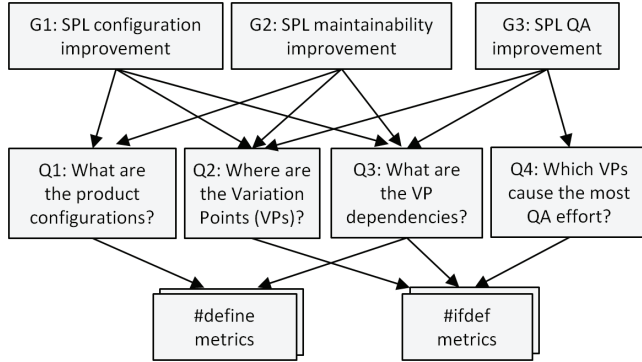 G1: SPL configuration
improvement
G2: SPL maintainability
improvement
G3: SPL QA
improvement
Q1: What are
the product
configurations?
Q2: Where are
the Variation
Points (VPs)?
Q3: What are
the VP
dependencies?
Q4: Which VPs
cause the most
QA effort?
#define
metrics
#ifdef
metrics